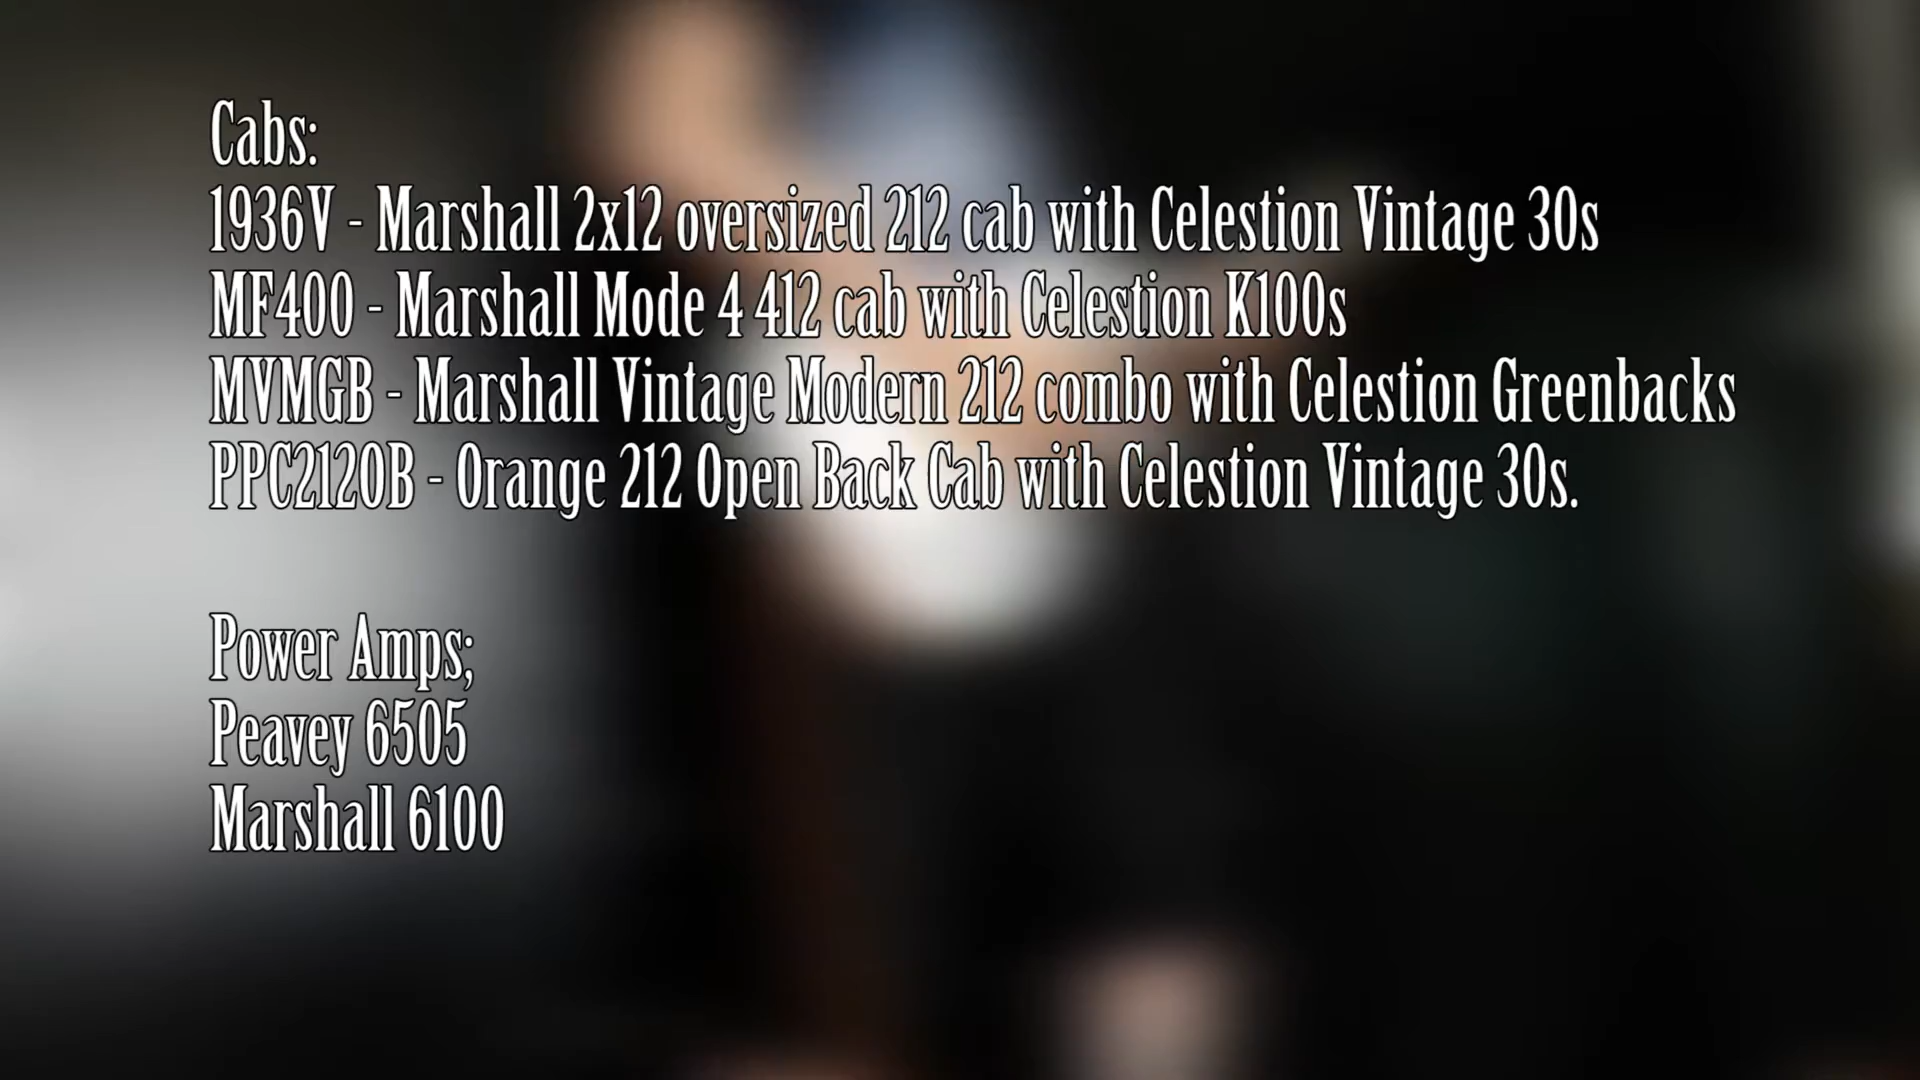 Cabs:
1936V - Marshall 2x12 oversized 212 cab with Celestion Vintage 30s
MF400 - Marshall Mode 4 412 cab with Celestion K100s
MVMGB - Marshall Vintage Modern 212 combo with Celestion Greenbacks
PPC212OB - Orange 212 Open Back Cab with Celestion Vintage 30s.
Power Amps;
Peavey 6505
Marshall 6100